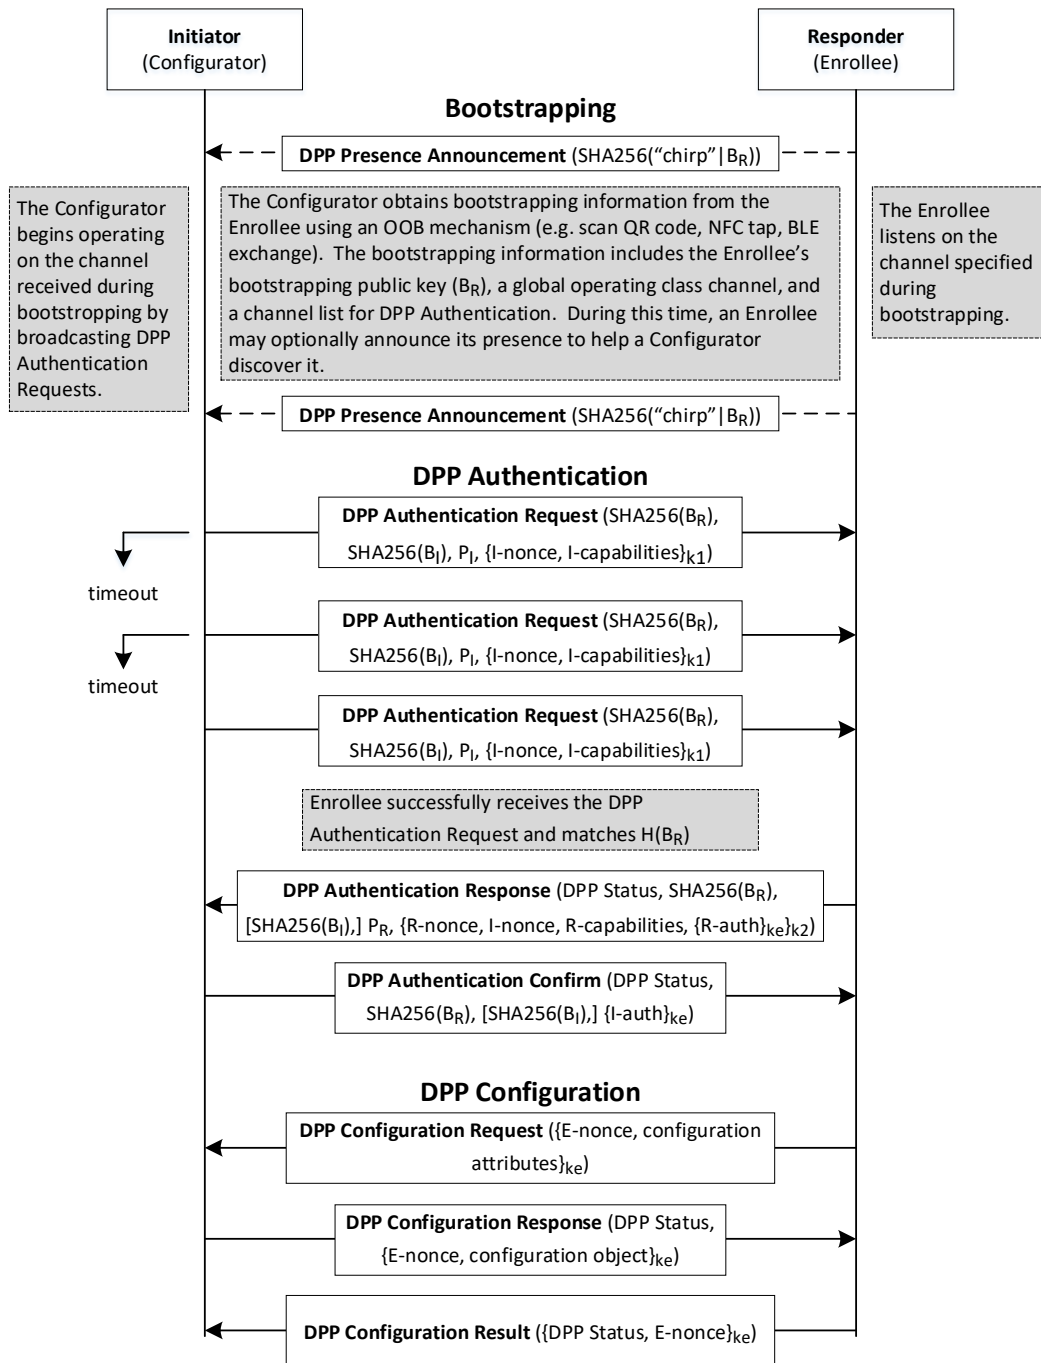 Initiator
(Configurator)
Responder
(Enrollee)
Bootstrapping
DPP Presence Announcement (SHA256(“chirp”|BR))
The Configurator
begins operating
on the channel
received during
bootstropping by
broadcasting DPP
Authentication
Requests.
The Configurator obtains bootstrapping information from the
Enrollee using an OOB mechanism (e.g. scan QR code, NFC tap, BLE
exchange). The bootstrapping information includes the Enrollee’s
bootstrapping public key (BR), a global operating class channel, and
a channel list for DPP Authentication. During this time, an Enrollee
may optionally announce its presence to help a Configurator
discover it.
The Enrollee
listens on the
channel specified
during
bootstrapping.
DPP Presence Announcement (SHA256(“chirp”|BR))
DPP Authentication
DPP Authentication Request (SHA256(BR),
SHA256(BI), PI, {I-nonce, I-capabilities}k1)
timeout
DPP Authentication Request (SHA256(BR),
SHA256(BI), PI, {I-nonce, I-capabilities}k1)
timeout
DPP Authentication Request (SHA256(BR),
SHA256(BI), PI, {I-nonce, I-capabilities}k1)
Enrollee successfully receives the DPP
Authentication Request and matches H(BR)
DPP Authentication Response (DPP Status, SHA256(BR),
[SHA256(BI),] PR, {R-nonce, I-nonce, R-capabilities, {R-auth}ke}k2)
DPP Authentication Confirm (DPP Status,
SHA256(BR), [SHA256(BI),] {I-auth}ke)
DPP Configuration
DPP Configuration Request ({E-nonce, configuration
attributes}ke)
DPP Configuration Response (DPP Status,
{E-nonce, configuration object}ke)
DPP Configuration Result ({DPP Status, E-nonce}ke)